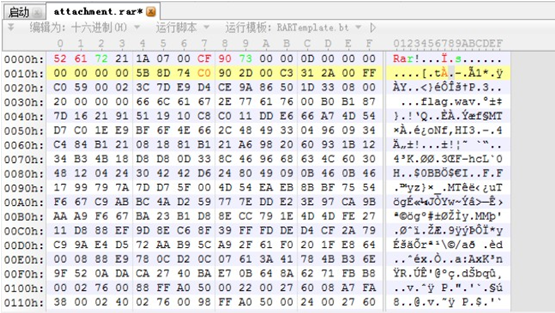 启动 attachment.rar*
编辑为: 十六进制(H) 运行脚本 运行模板: RARTemplate.bt
0 1 2 3 4 5 6 7 8 9 A B C D E F 0123456789ABCDEF
0000h: 52 61 72 21 1A 07 00 CF 90 73 00 00 0D 00 00 00 Rar!...Ï.s......
0010h: 00 00 00 00 5B 8D 74 C0 90 2D 00 C3 31 2A 00 FF ....[.tÀ.-.Ã1*.ÿ
0020h: C0 59 00 02 3C 7D E9 D4 CE 9A 86 50 1D 33 08 00 ÀY..<}éÔÎš†P.3..
0030h: 20 00 00 00 66 6C 61 67 2E 77 61 76 00 B0 B1 87 ...flag.wav.°±‡
0040h: 7D 16 21 91 51 19 10 C8 C0 11 DD E6 66 A7 4D 54 }.!‘Q..ÈÀ.Ýæf§MT
0050h: D7 C0 1E E9 BF 6F 4E 66 2C 48 49 33 04 96 09 34 ×À.é¿oNf,HI3.–.4
0060h: C4 84 B1 21 08 18 81 B1 21 A6 98 20 60 93 1B 12 Ä„±!...±!¦˜ `“..
0070h: 34 B3 4B 18 D8 D8 0D 33 8C 46 96 68 63 4C 60 30 4³K.ØØ.3ŒF–hcL`0
0080h: 48 12 04 24 30 42 42 D6 24 80 49 09 0B 46 0B 46 H..$0BBÖ$€I..F.F
0090h: 17 99 79 7A 7D D7 5F 00 4D 54 EA EB 8B BF 75 54 .™yz}×_.MTêë‹¿uT
00A0h: F6 67 C9 AB BC 4A D2 59 77 7E DD E2 3E 97 CA 9B ögÉ«¼JÒYw~Ýâ>—Ê›
00B0h: AA A9 F6 67 BA 23 B1 D8 8E CC 79 1E 4D 4D FE 27 ª©ögº#±ØŽÌy.MMþ'
00C0h: 11 D8 88 EF 9D 8E C6 8F 39 FF DE D4 CF 2A 79
00D0h: C9 9A E4 D5 72 AA B9 5C A9 2F 61 F0 20 1F E8 64 ÉšäÕrª¹\©/að .èd
00E0h: 00 08 88 E9 78 0C D2 0C 07 61 3A 41 78 4B B3 6E ..ˆéx.Ò..a:AxK³n
00F0h: 9F 52 0A DA CA 27 40 BA E7 0B 64 8A 62 71 FB B8 ŸR.ÚÊ'@ºç.dŠbqû¸
0100h: 00 02 76 00 88 FF A0 50 00 22 00 27 60 08 A7 FA ..v.ˆÿ P.".'`.§ú
0110h: 38 00 02 40 02 76 00 98 FF A0 50 00 24 00 27 60 8..@.v.˜ÿ P.$.'`